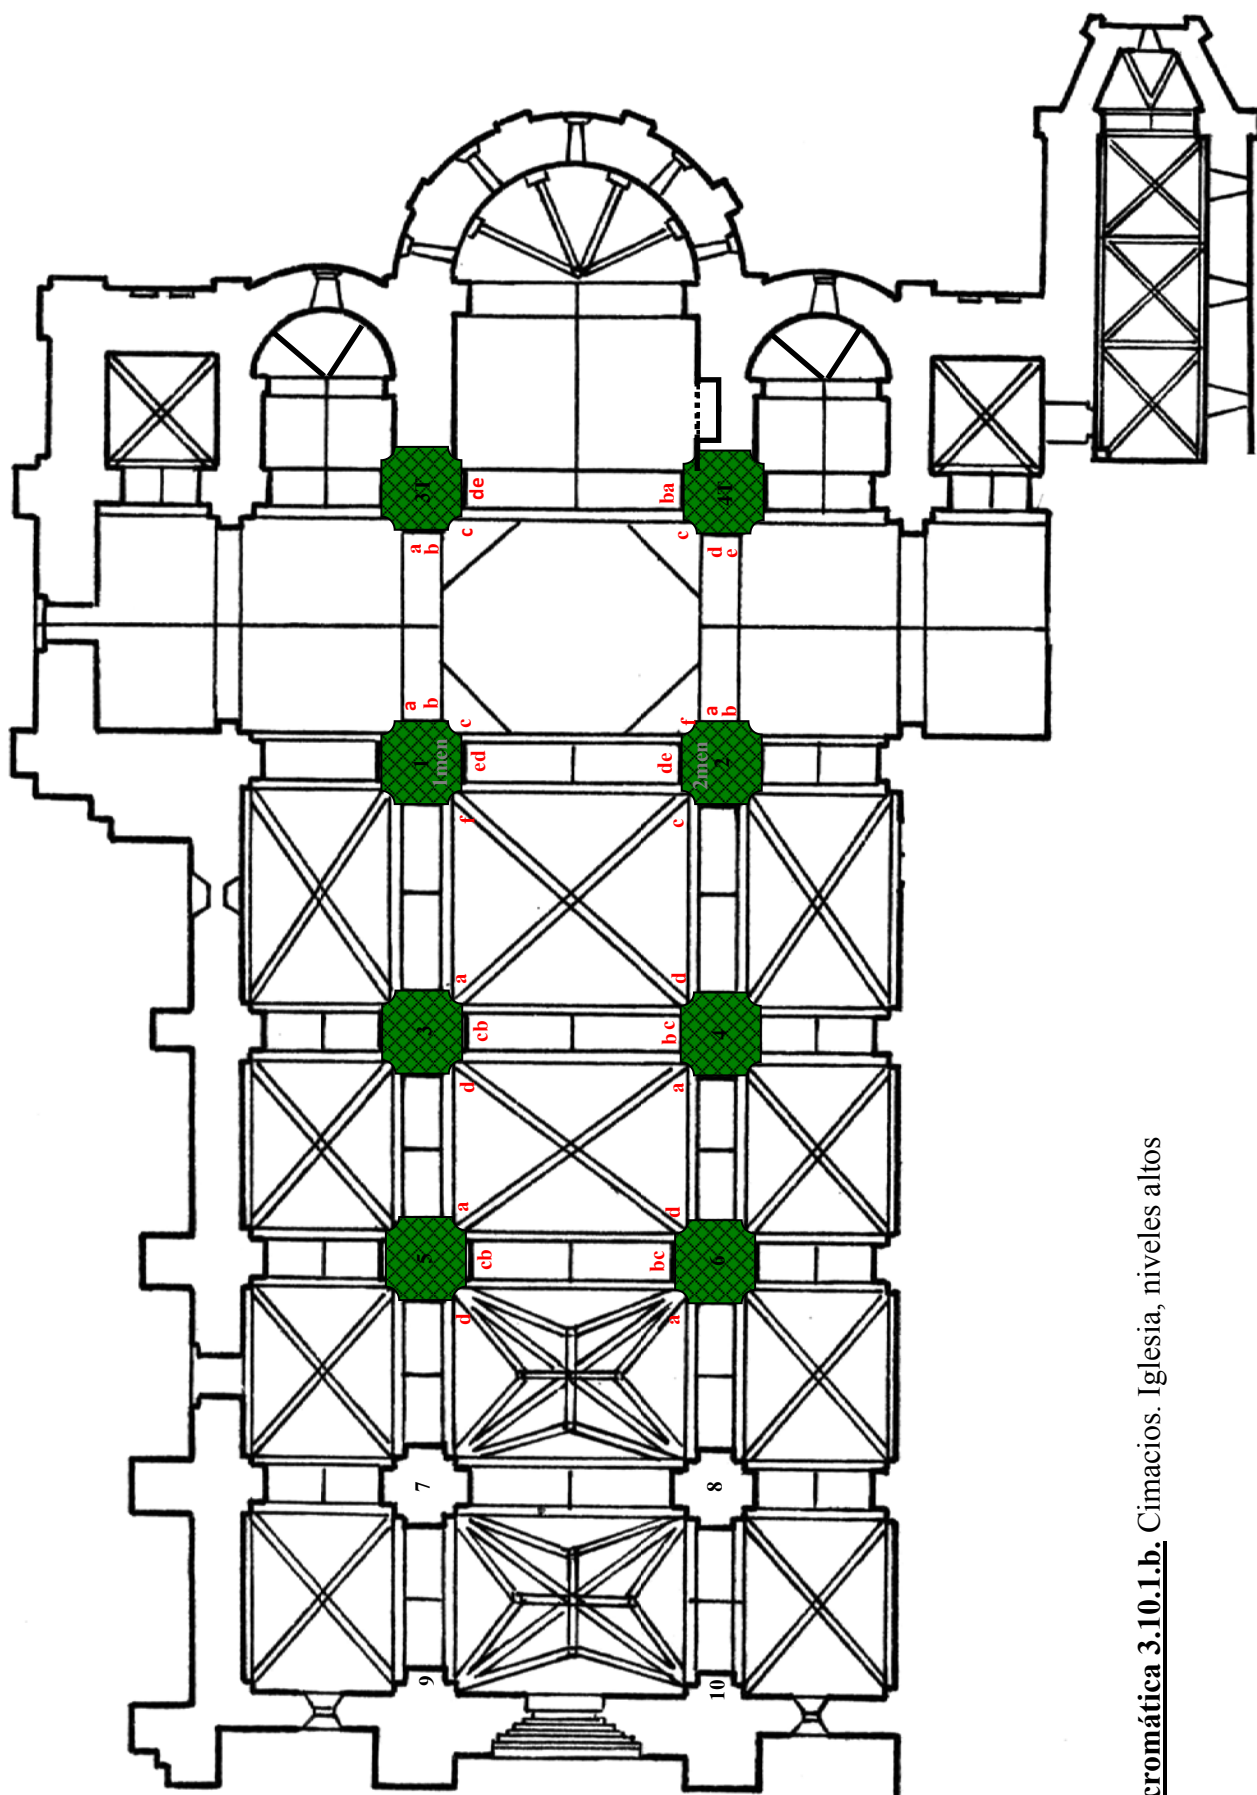 3T
de
ba
4T
c
a
b
c
d
e
a
b
c
f
a
b
1
1men
ed
de
2men
2
f
c
a
d
3
cb
b c
4
d
a
a
d
5
cb
bc
6
d
a
7
8
9
10
cromática 3.10.1.b. Cimacios. Iglesia, niveles altos